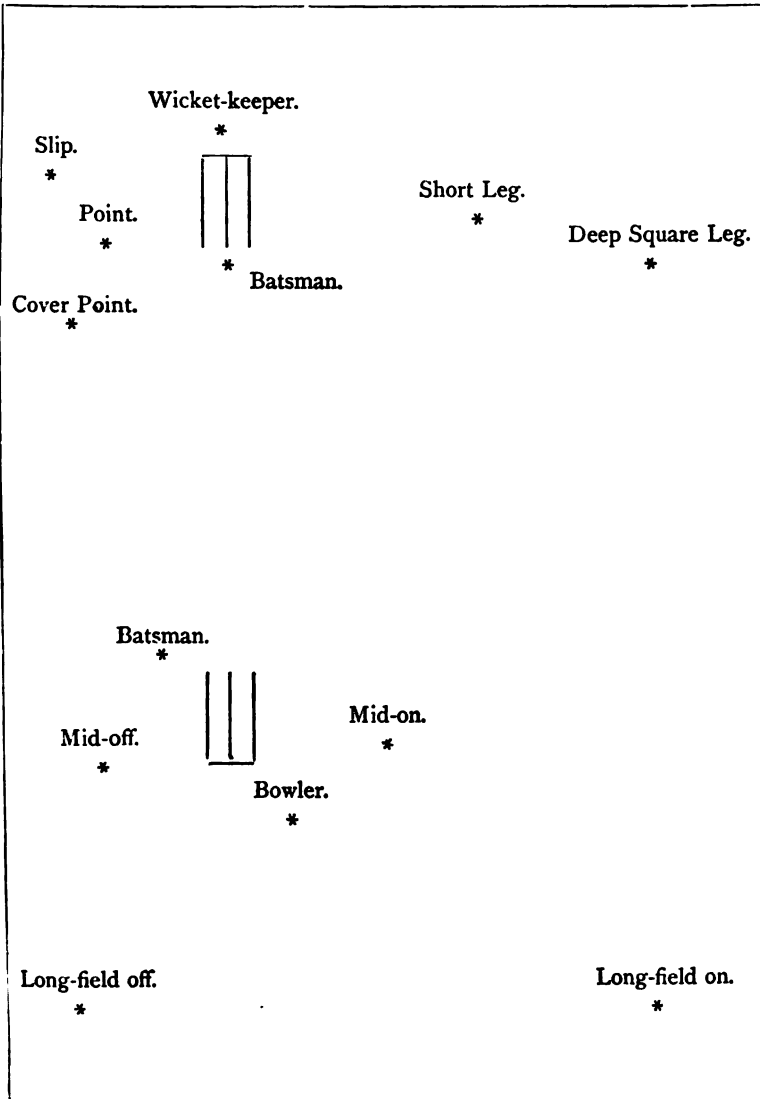 Wicket-keeper.
*
Slip.
*
Short Leg.
*
Point.
*
Deep Square Leg.
*
*
Batsman.
Cover Point.
*
Batsman.
*
Mid-on.
*
Mid-off.
*
Bowler.
*
Long-field off.
*
Long-field on.
*